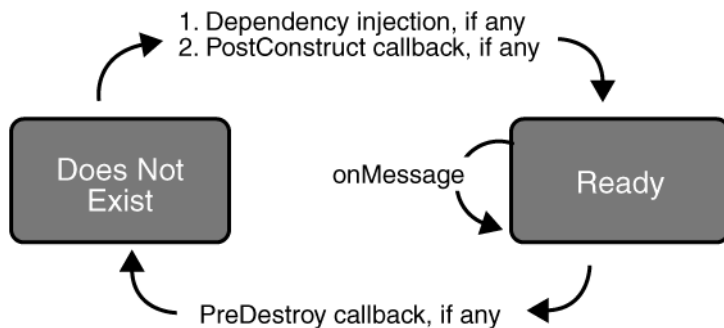 1. Dependency injection, if any
2. PostConstruct callback, if any
Does Not
Exist
onMessage
Ready
PreDestroy callback, if any